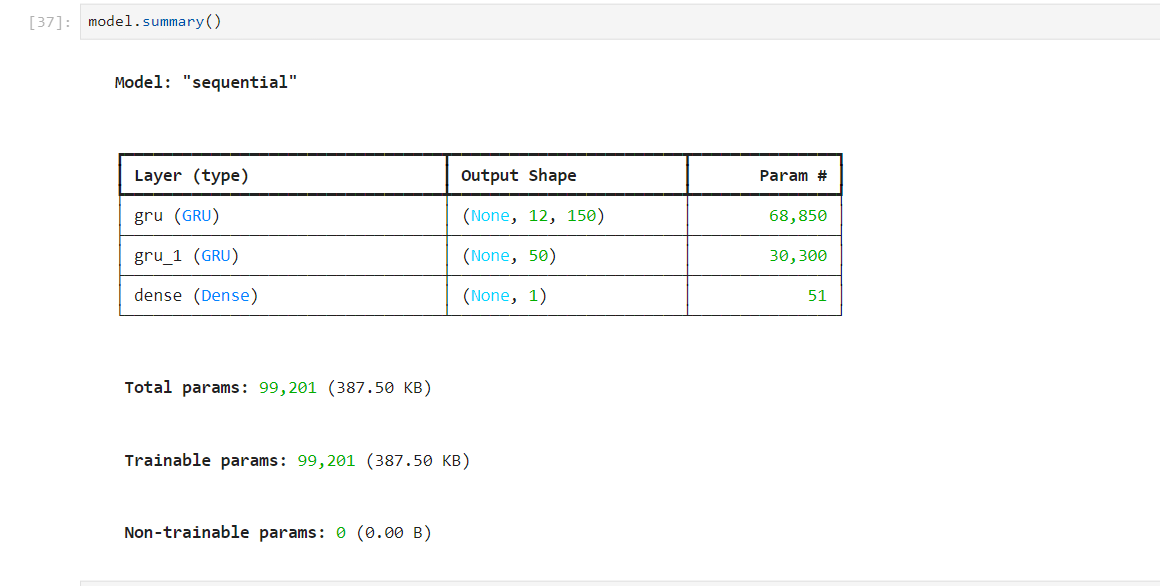 [37]: model.summary()
Model: "sequential"
Layer (type) Output Shape Param #
gru (GRU) (None, 12, 150) 68,850
gru_1 (GRU) (None, 50) 30,300
dense (Dense) (None, 1) 51
Total params: 99,201 (387.50 KB)
Trainable params: 99,201 (387.50 KB)
Non-trainable params: 0 (0.00 B)